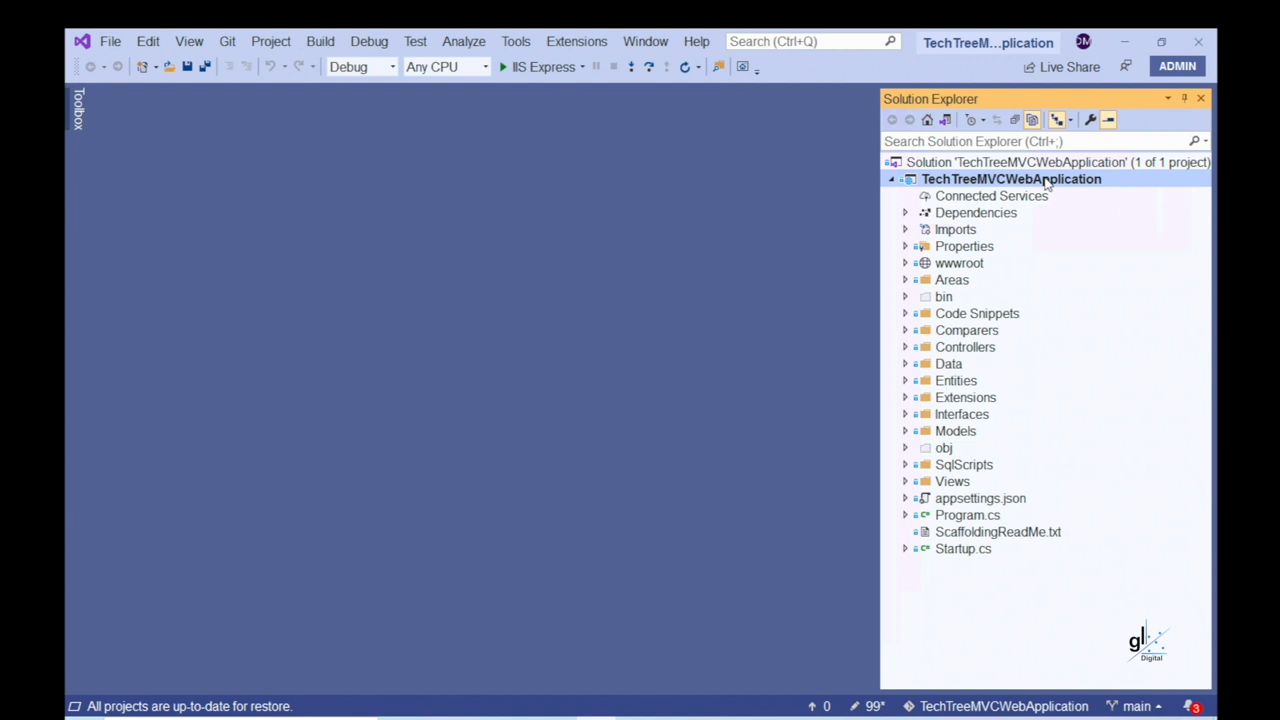 File Edit View Git Project Build Debug Test Analyze Tools Extensions Window Help Search (Ctrl+Q) TechTreeM...plication DM
Debug Any CPU IIS Express Live Share ADMIN
Toolbox
Solution Explorer
Search Solution Explorer (Ctrl+;)
Solution 'TechTreeMVCWebApplication' (1 of 1 project)
TechTreeMVCWebApplication
Connected Services
Dependencies
Imports
Properties
wwwroot
Areas
bin
Code Snippets
Comparers
Controllers
Data
Entities
Extensions
Interfaces
Models
obj
SqlScripts
Views
appsettings.json
Program.cs
ScaffoldingReadMe.txt
Startup.cs
gl
Digital
All projects are up-to-date for restore. 0 99* TechTreeMVCWebApplication main 3